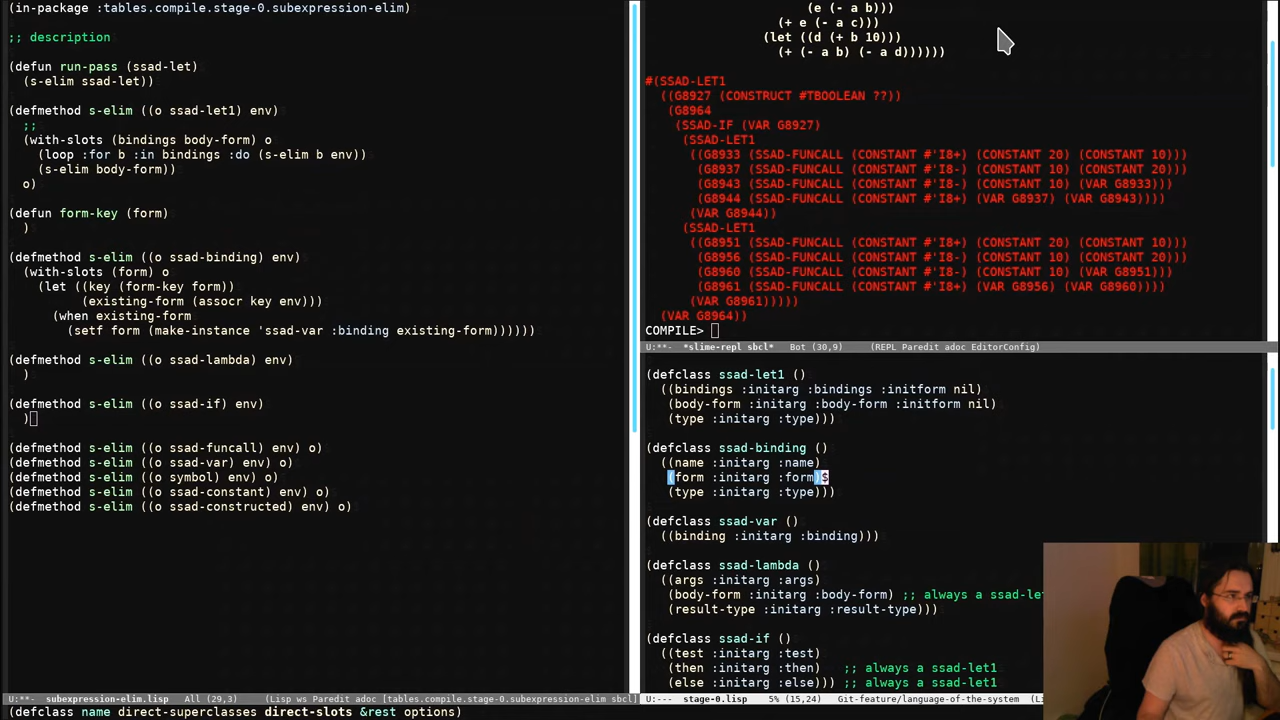 (in-package :tables.compile.stage-0.subexpression-elim)
;; description
(defun run-pass (ssad-let)
  (s-elim ssad-let))
(defmethod s-elim ((o ssad-let1) env)
  ;;
  (with-slots (bindings body-form) o
    (loop :for b :in bindings :do (s-elim b env))
    (s-elim body-form))
  o)
(defun form-key (form)
  )
(defmethod s-elim ((o ssad-binding) env)
  (with-slots (form) o
    (let ((key (form-key form))
          (existing-form (assocr key env)))
      (when existing-form
        (setf form (make-instance 'ssad-var :binding existing-form))))))
(defmethod s-elim ((o ssad-lambda) env)
  )
(defmethod s-elim ((o ssad-if) env)
  )
(defmethod s-elim ((o ssad-funcall) env) o)
(defmethod s-elim ((o ssad-var) env) o)
(defmethod s-elim ((o symbol) env) o)
(defmethod s-elim ((o ssad-constant) env) o)
(defmethod s-elim ((o ssad-constructed) env) o)
U:**-  subexpression-elim.lisp   All (29,3)     (Lisp ws Paredit adoc [tables.compile.stage-0.subexpression-elim sbcl]
(e (- a b)))
(+ e (- a c)))
(let ((d (+ b 10)))
(+ (- a b) (- a d))))))
#(SSAD-LET1
  ((G8927 (CONSTRUCT #TBOOLEAN ??))
   (G8964
    (SSAD-IF (VAR G8927)
     (SSAD-LET1
      ((G8933 (SSAD-FUNCALL (CONSTANT #'I8+) (CONSTANT 20) (CONSTANT 10)))
       (G8937 (SSAD-FUNCALL (CONSTANT #'I8-) (CONSTANT 10) (CONSTANT 20)))
       (G8943 (SSAD-FUNCALL (CONSTANT #'I8-) (CONSTANT 10) (VAR G8933)))
       (G8944 (SSAD-FUNCALL (CONSTANT #'I8+) (VAR G8937) (VAR G8943))))
      (VAR G8944))
     (SSAD-LET1
      ((G8951 (SSAD-FUNCALL (CONSTANT #'I8+) (CONSTANT 20) (CONSTANT 10)))
       (G8956 (SSAD-FUNCALL (CONSTANT #'I8-) (CONSTANT 10) (CONSTANT 20)))
       (G8960 (SSAD-FUNCALL (CONSTANT #'I8-) (CONSTANT 10) (VAR G8951)))
       (G8961 (SSAD-FUNCALL (CONSTANT #'I8+) (VAR G8956) (VAR G8960))))
      (VAR G8961)))))
  (VAR G8964))
COMPILE>
U:**-  *slime-repl sbcl*   Bot (30,9)     (REPL Paredit adoc EditorConfig)
(defclass ssad-let1 ()
  ((bindings :initarg :bindings :initform nil)
   (body-form :initarg :body-form :initform nil)
   (type :initarg :type)))
(defclass ssad-binding ()
  ((name :initarg :name)
   (form :initarg :form)$
   (type :initarg :type)))
(defclass ssad-var ()
  ((binding :initarg :binding)))
(defclass ssad-lambda ()
  ((args :initarg :args)
   (body-form :initarg :body-form) ;; always a ssad-let
   (result-type :initarg :result-type)))
(defclass ssad-if ()
  ((test :initarg :test)
   (then :initarg :then)  ;; always a ssad-let1
   (else :initarg :else))) ;; always a ssad-let1
U:---  stage-0.lisp    5% (15,24)    Git-feature/language-of-the-system  (Li
(defclass name direct-superclasses direct-slots &rest options)